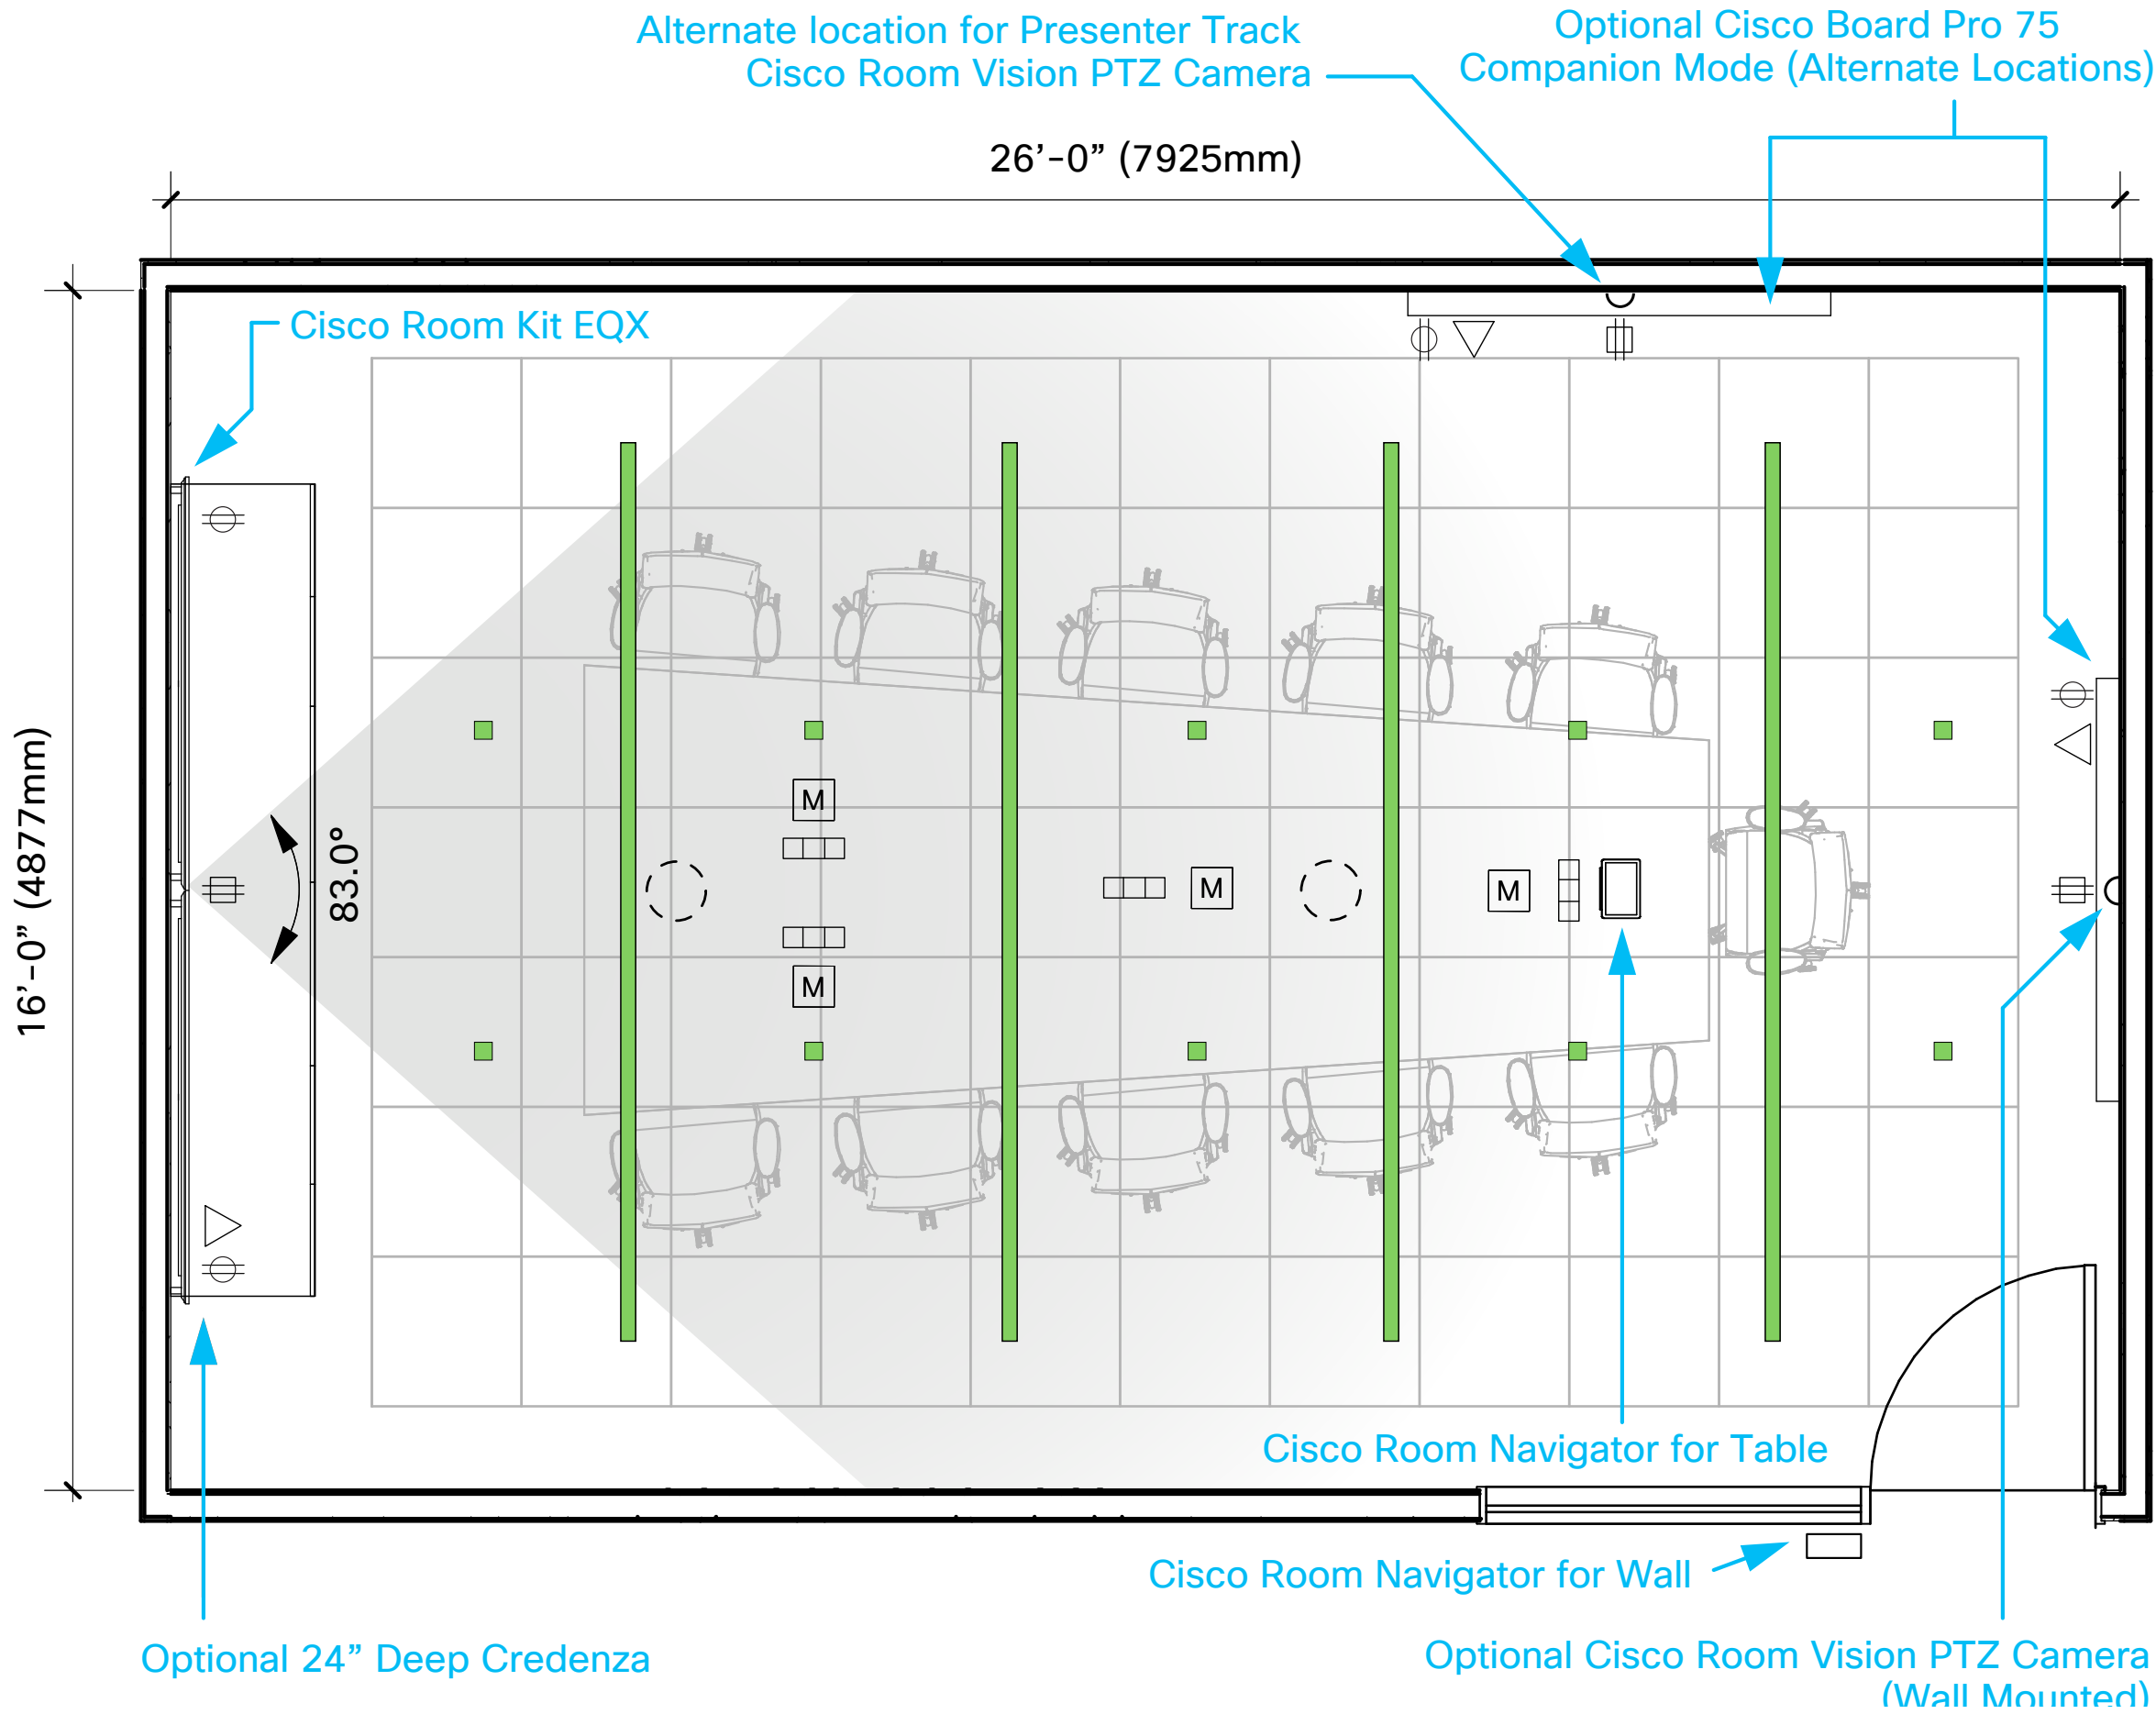 Alternate location for Presenter Track
Cisco Room Vision PTZ Camera
Optional Cisco Board Pro 75
Companion Mode (Alternate Locations)
26’-0” (7925mm)
Cisco Room Kit EQX
16’-0” (4877mm)
83.0°
M
M
M
M
Cisco Room Navigator for Table
Cisco Room Navigator for Wall
Optional 24” Deep Credenza
Optional Cisco Room Vision PTZ Camera
(Wall Mounted)